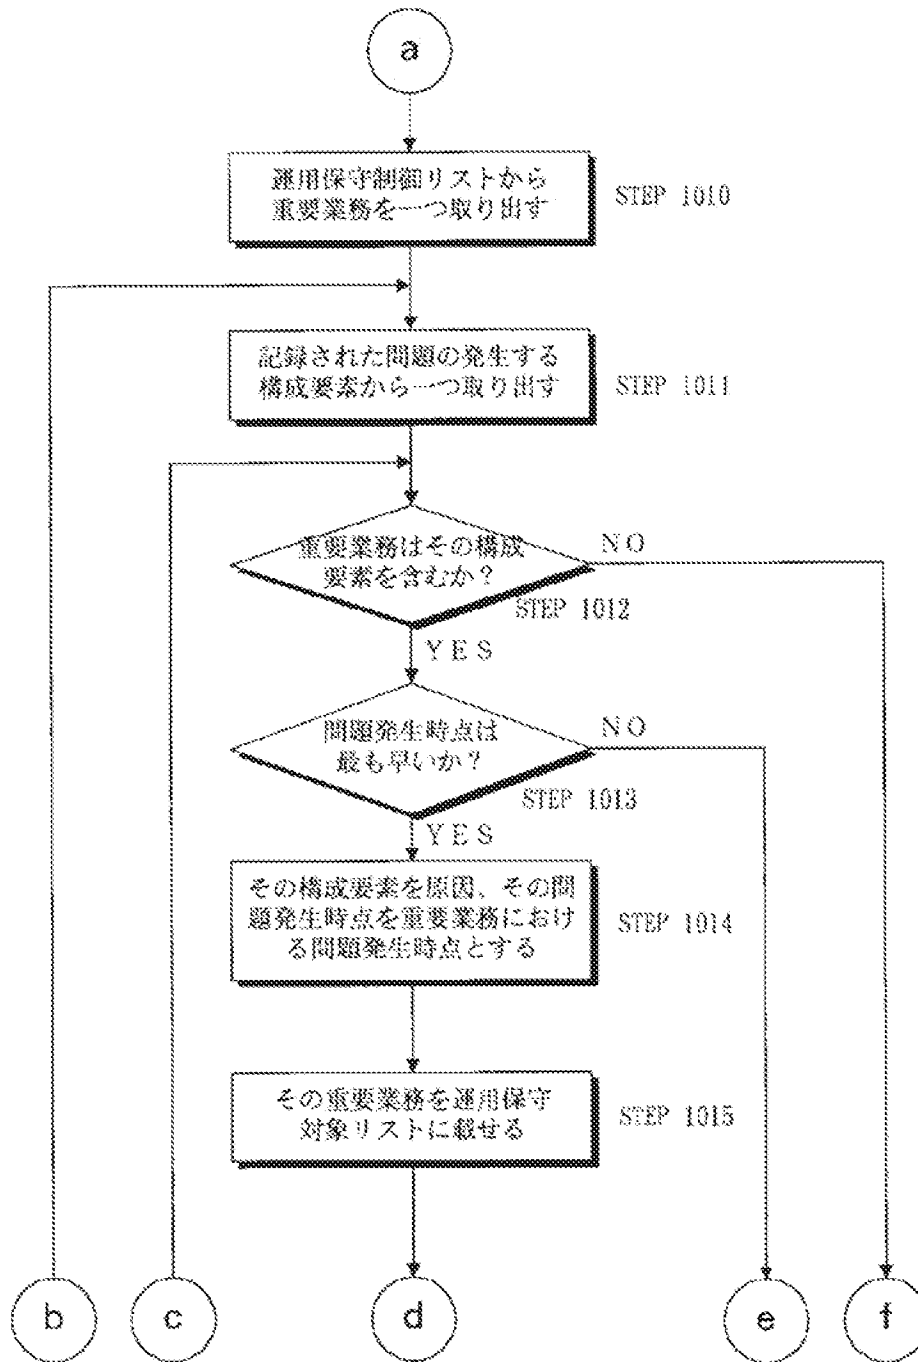 a
運用保守制御リストから
重要業務を一つ取り出す
STEP 1010
記録された問題の発生する
構成要素から一つ取り出す
STEP 1011
重要業務はその構成
要素を含むか?
NO
STEP 1012
YES
問題発生時点は
最も早いか?
NO
STEP 1013
YES
その構成要素を原因、その問
題発生時点を重要業務におけ
る問題発生時点とする
STEP 1014
その重要業務を運用保守
対象リストに載せる
STEP 1015
b
c
d
e
f